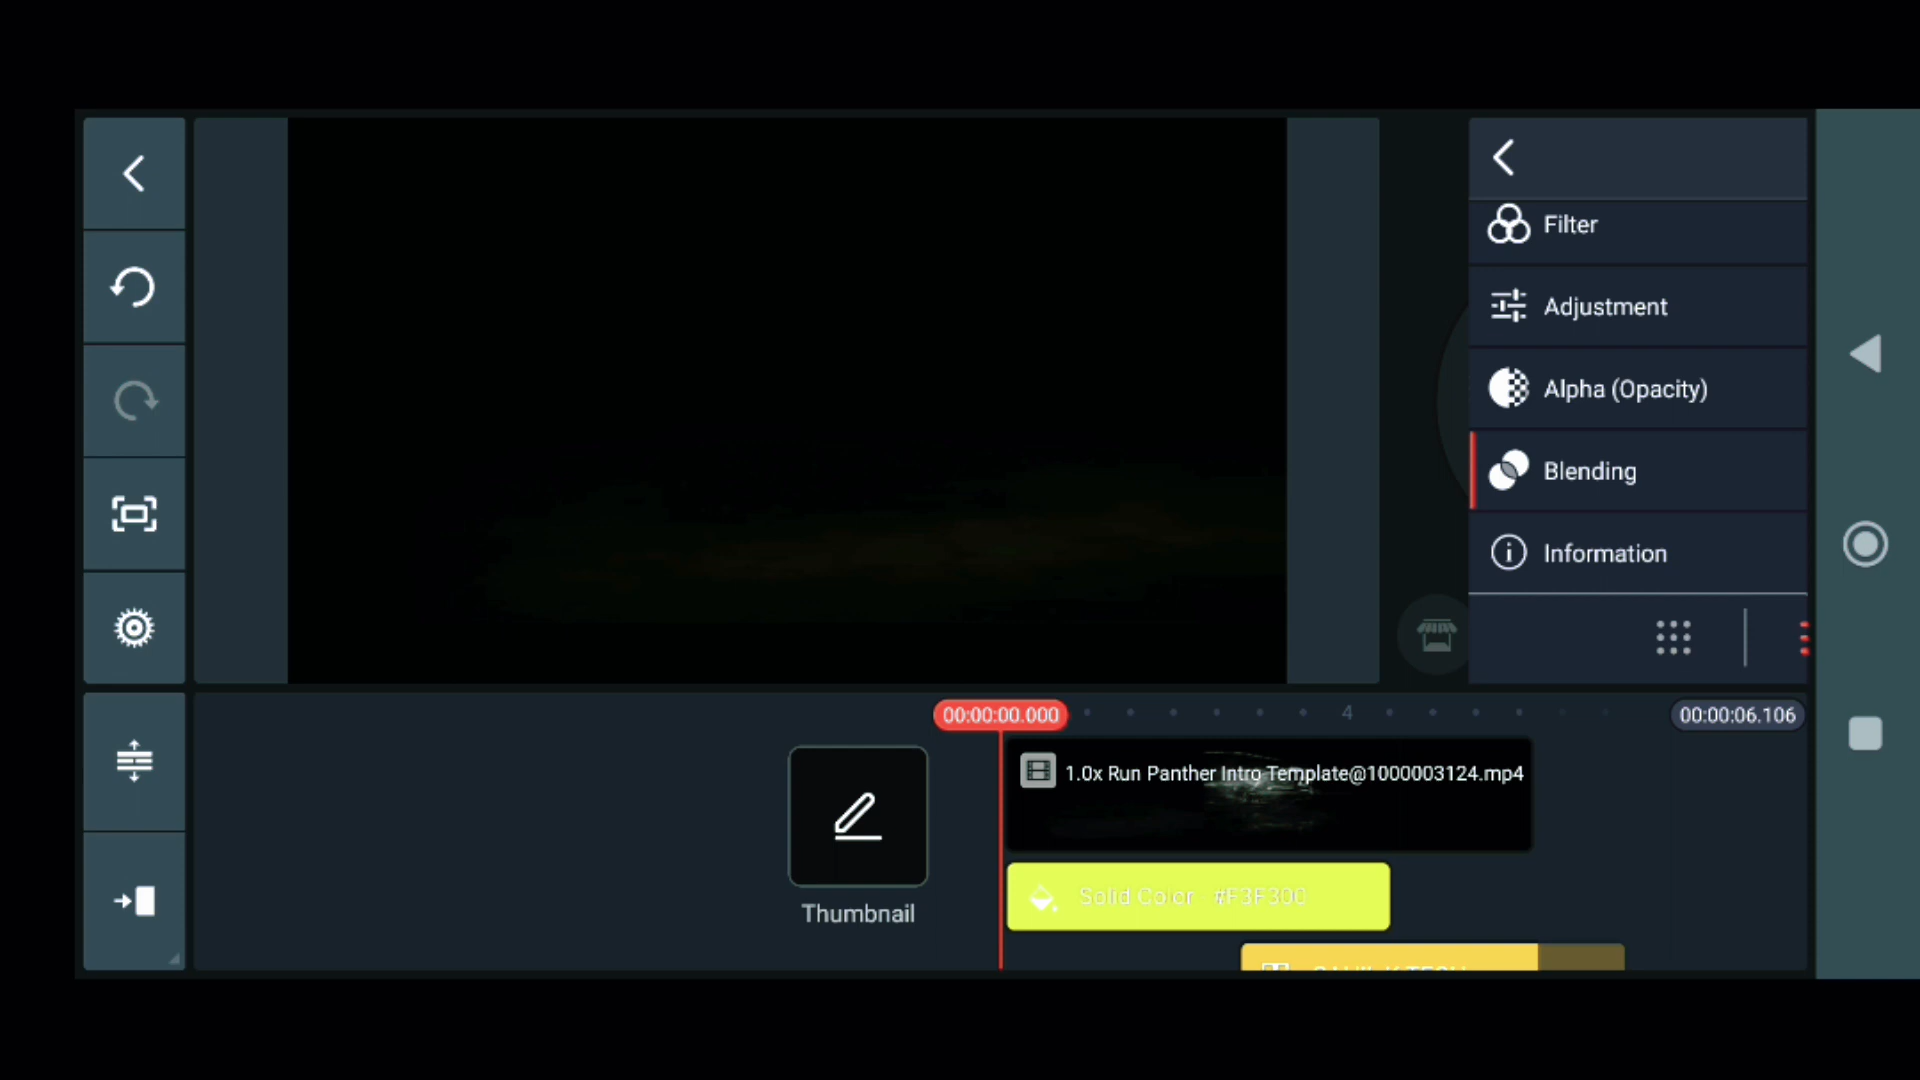 Filter
Adjustment
Alpha (Opacity)
Blending
Information
00:00:00.000
4
00:00:06.106
1.0x Run Panther Intro Template@1000003124.mp4
Solid Color #F3F300
Thumbnail
TECH